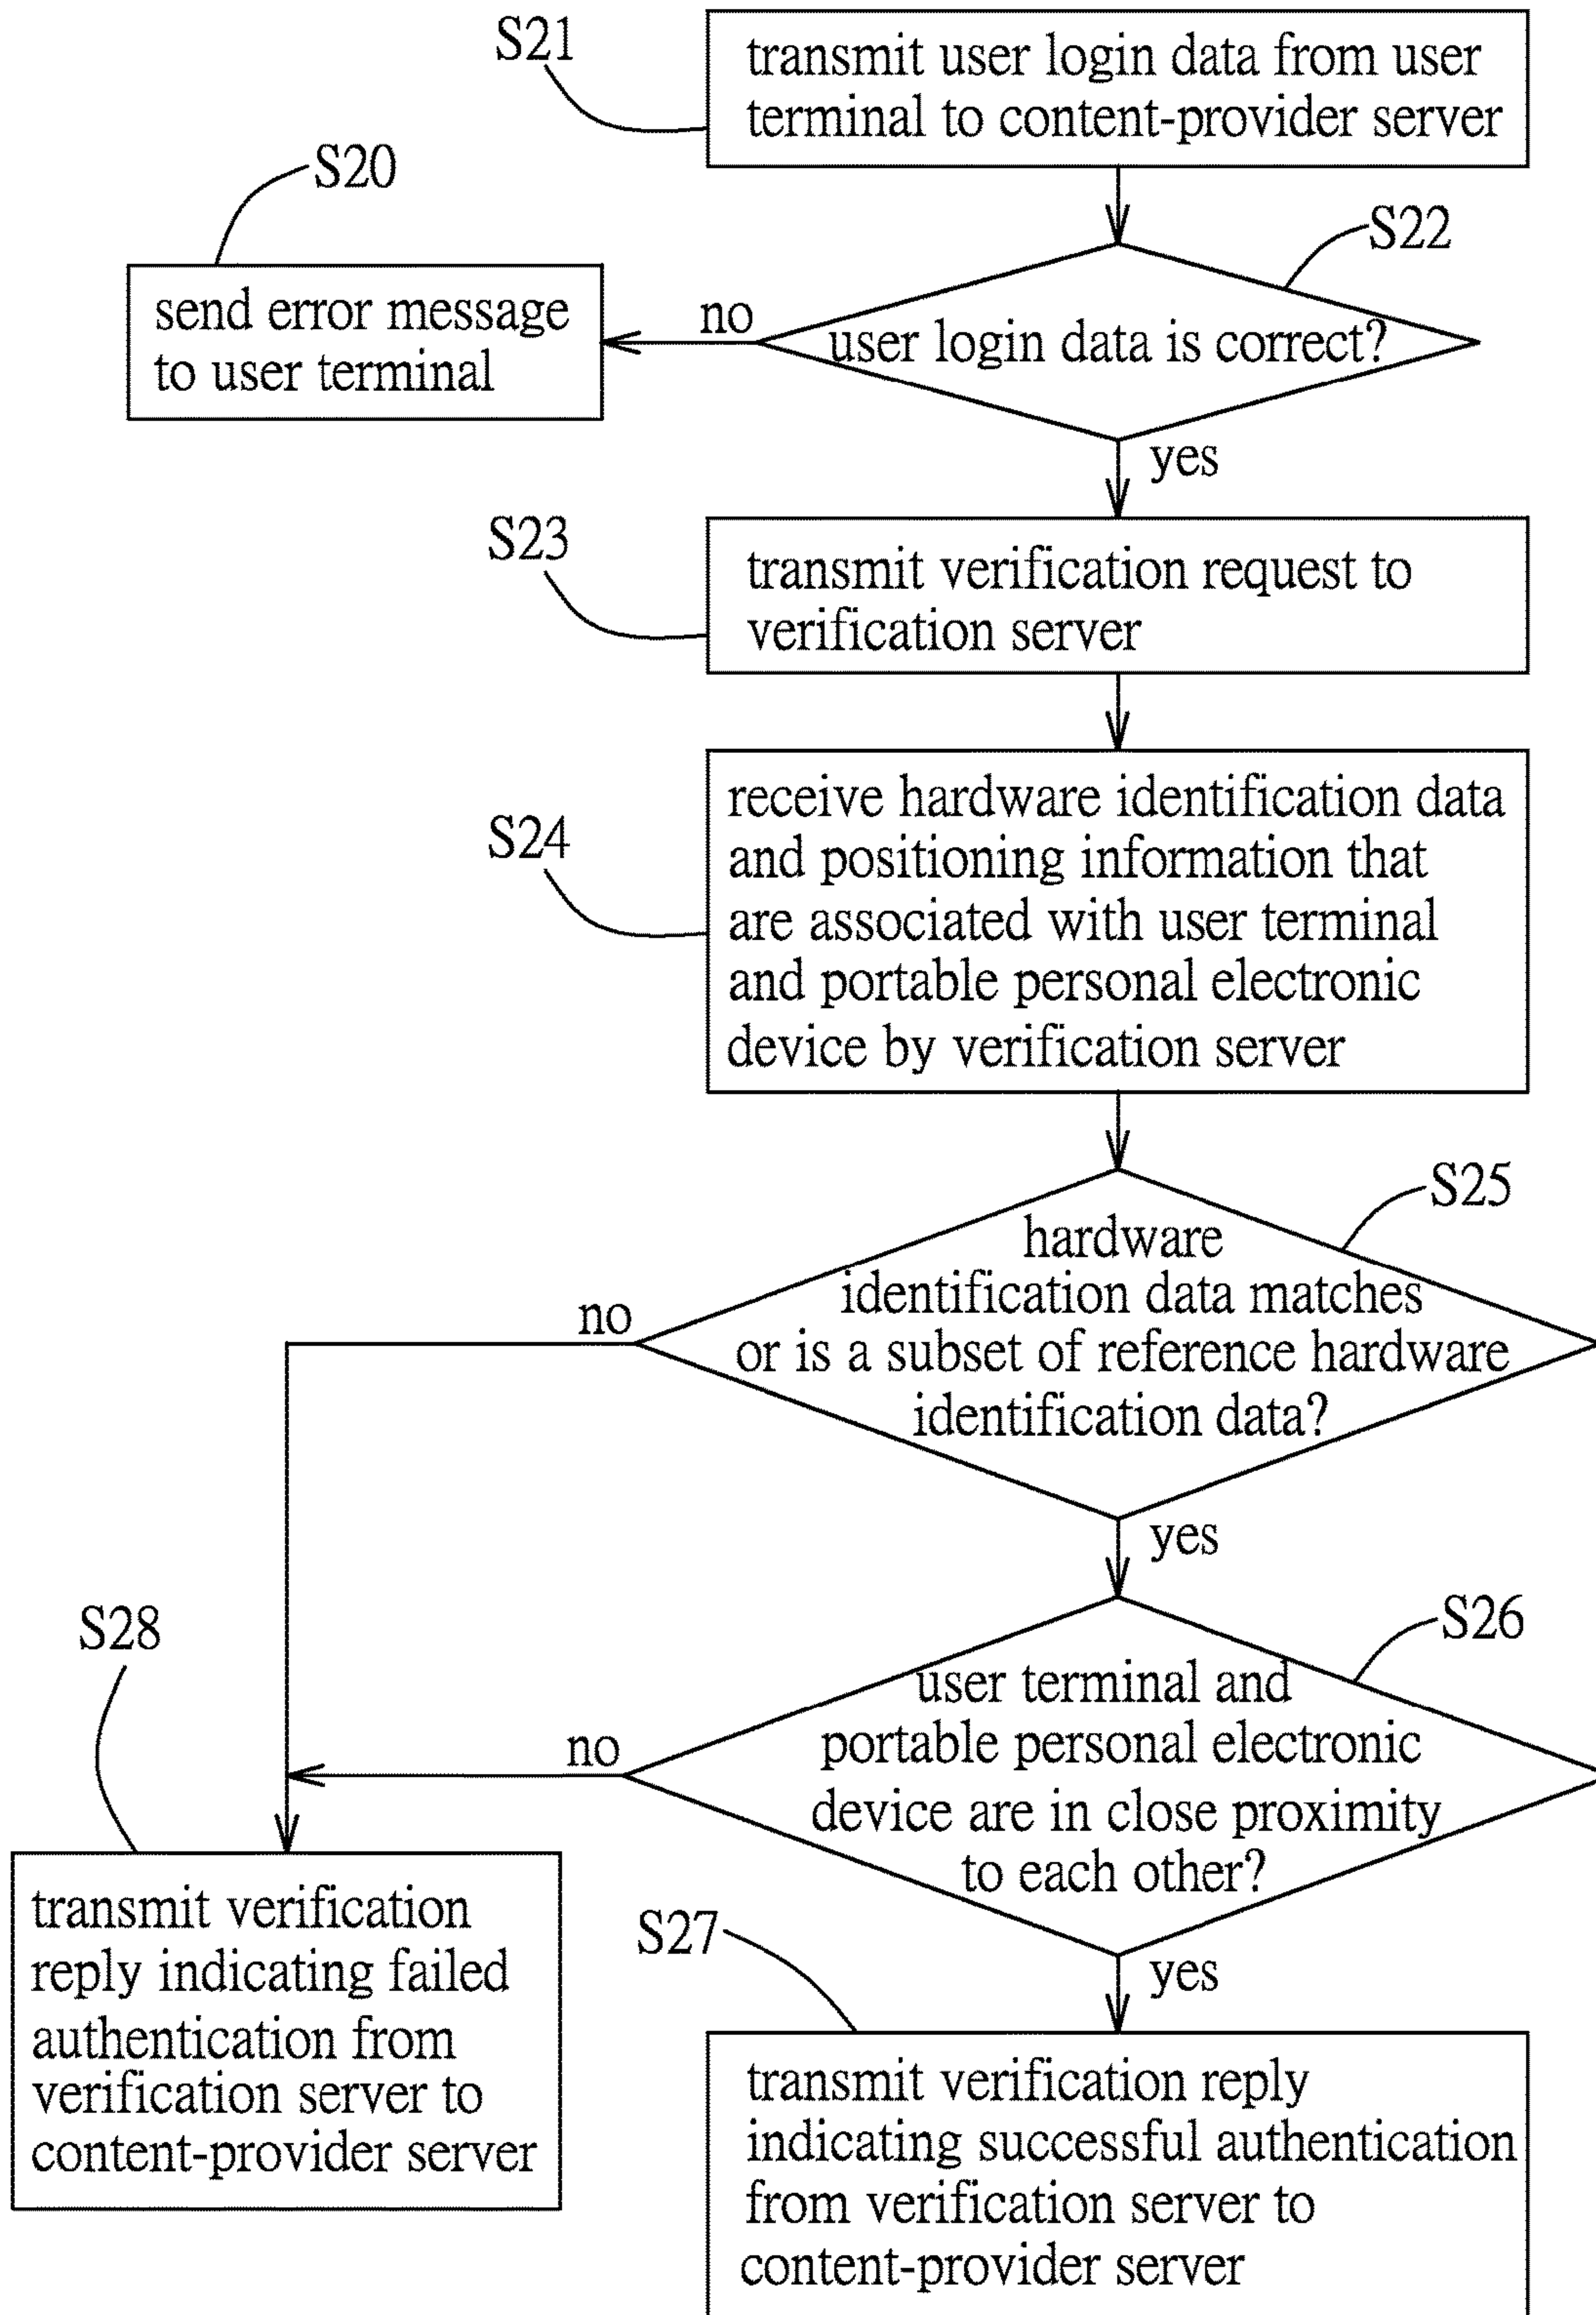 S21
transmit user login data from user
terminal to content-provider server
S20
S22
send error message
to user terminal
no
user login data is correct?
yes
S23
transmit verification request to
verification server
S24
receive hardware identification data
and positioning information that
are associated with user terminal
and portable personal electronic
device by verification server
S25
hardware
identification data matches
or is a subset of reference hardware
identification data?
no
yes
S28
S26
user terminal and
portable personal electronic
device are in close proximity
to each other?
no
yes
S27
transmit verification
reply indicating failed
authentication from
verification server to
content-provider server
transmit verification reply
indicating successful authentication
from verification server to
content-provider server